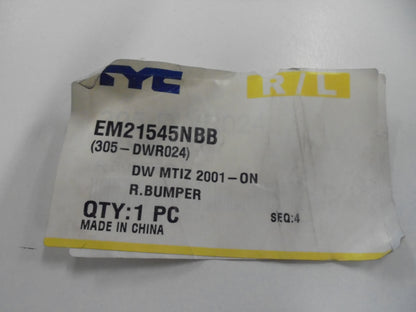 TYC R/L
EM21545NBB
(305-DWR024)
DW MTIZ 2001-ON
R.BUMPER
QTY:1 PC SEQ:4
MADE IN CHINA